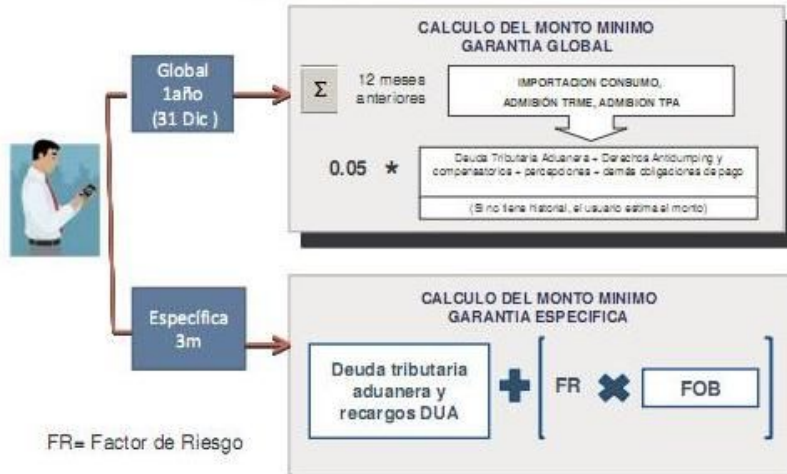 Global
1año
(31 Dic )
CALCULO DEL MONTO MINIMO
GARANTIA GLOBAL
Σ
12 meses
anteriores
IMPORTACION CONSUMO,
ADMISIÓN TRME, ADMISION TPA
0.05 *
Deuda Tributaria Aduanera + Derechos Antidumping y
compensatorios + percepciones + demás obligaciones de pago
(Si no tiene historial, el usuario estima el monto)
Específica
3m
CALCULO DEL MONTO MINIMO
GARANTIA ESPECIFICA
Deuda tributaria
aduanera y
recargos DUA
+ [ FR × FOB ]
FR= Factor de Riesgo